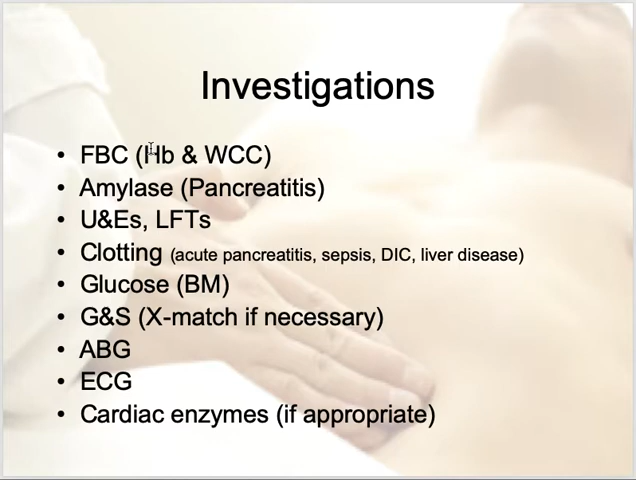 Investigations
• FBC (Hb & WCC)
• Amylase (Pancreatitis)
• U&Es, LFTs
• Clotting (acute pancreatitis, sepsis, DIC, liver disease)
• Glucose (BM)
• G&S (X-match if necessary)
• ABG
• ECG
• Cardiac enzymes (if appropriate)